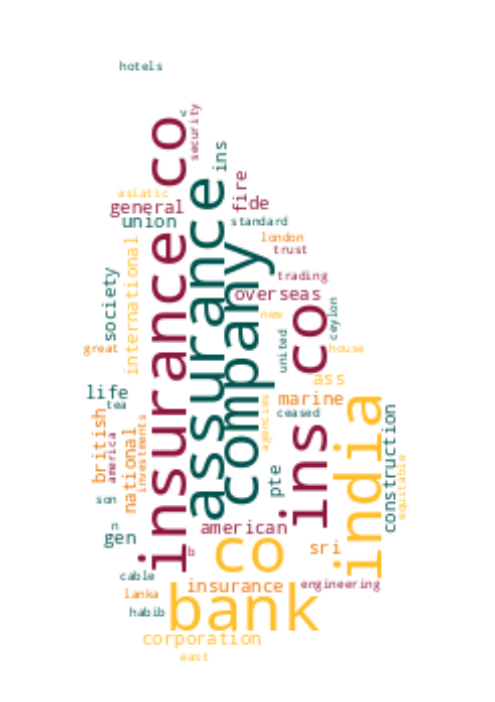 hotels
v
security
insurance co
assurance
ins
fire
asiatic
general
fide
union
standard
london
international
company
trust
society
trading
overseas
ceylon
new
ins co
united
great
house
ass
life
india
marine
tea
agencies
ceased
british
america
national
investments
construction
equitable
pte
son
american
n
gen
co
sri
b
cable
insurance
engineering
lanka
bank
habib
corporation
east